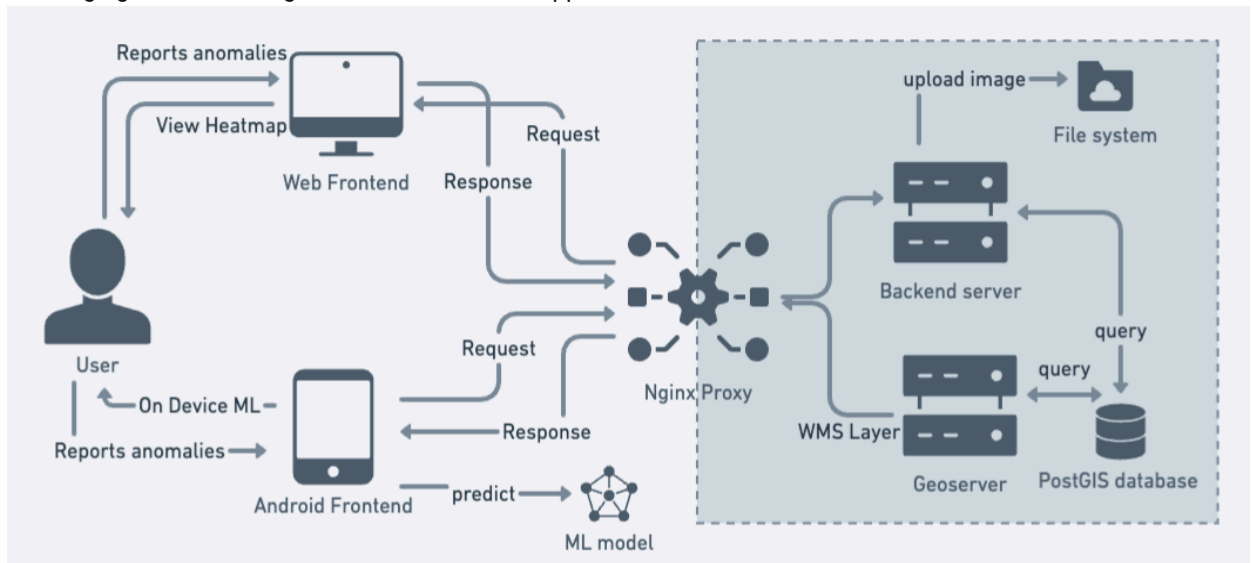 Reports anomalies
View Heatmap
Web Frontend
Request
Response
upload image
File system
Backend server
User
Request
Nginx Proxy
query
query
On Device ML
Reports anomalies
Response
WMS Layer
Android Frontend
predict
Geoserver
PostGIS database
ML model